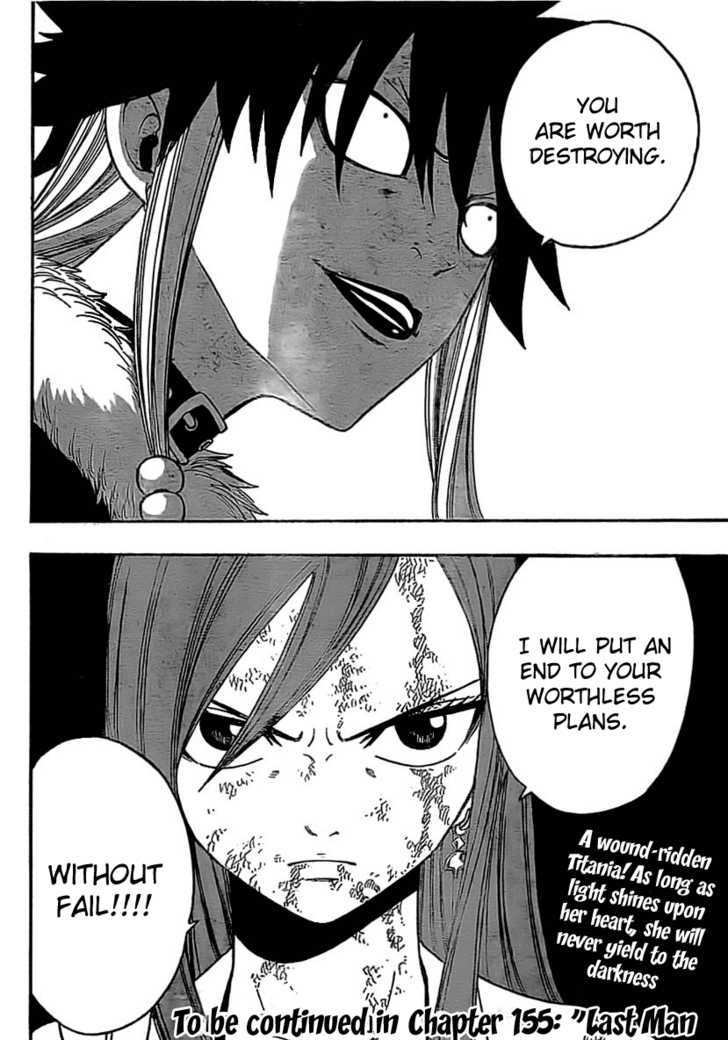 YOU
ARE WORTH
DESTROYING.
I WILL PUT AN
END TO YOUR
WORTHLESS
PLANS.
WITHOUT
FAIL!!!!
A wound-ridden
Titania! As long as
light shines upon
her heart, she will
never yield to the
darkness
To be continued in Chapter 155: "Last Man